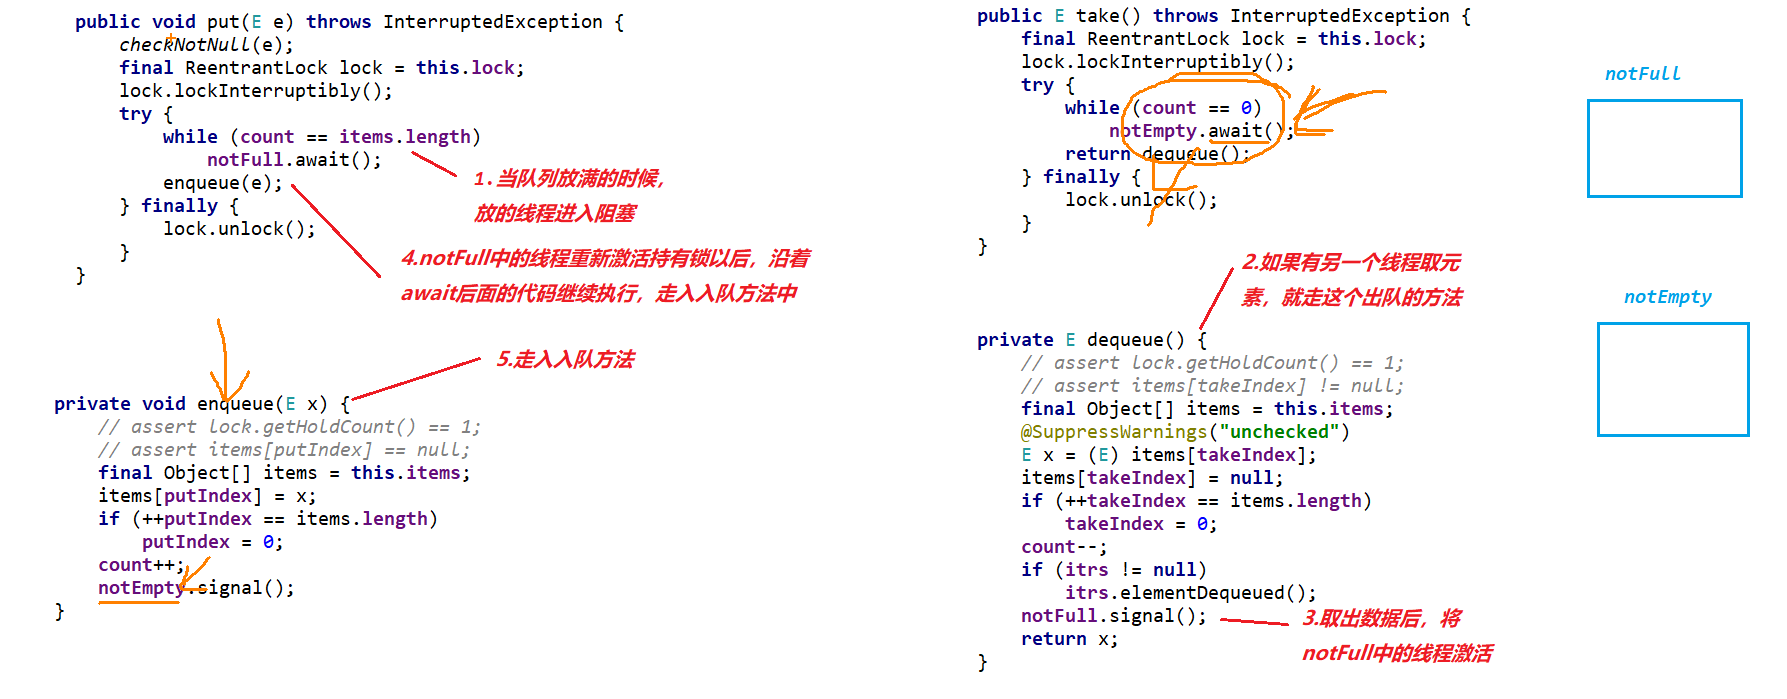 public void put(E e) throws InterruptedException {
checkNotNull(e);
final ReentrantLock lock = this.lock;
lock.lockInterruptibly();
try {
while (count == items.length)
notFull.await();
enqueue(e);
} finally {
lock.unlock();
}
}
1.当队列放满的时候，
放的线程进入阻塞
4.notFull中的线程重新激活持有锁以后，沿着
await后面的代码继续执行，走入入队方法中
5.走入入队方法
private void enqueue(E x) {
// assert lock.getHoldCount() == 1;
// assert items[putIndex] == null;
final Object[] items = this.items;
items[putIndex] = x;
if (++putIndex == items.length)
putIndex = 0;
count++;
notEmpty.signal();
}
public E take() throws InterruptedException {
final ReentrantLock lock = this.lock;
lock.lockInterruptibly();
try {
while (count == 0)
notEmpty.await();
return dequeue();
} finally {
lock.unlock();
}
}
2.如果有另一个线程取元
素，就走这个出队的方法
private E dequeue() {
// assert lock.getHoldCount() == 1;
// assert items[takeIndex] != null;
final Object[] items = this.items;
@SuppressWarnings("unchecked")
E x = (E) items[takeIndex];
items[takeIndex] = null;
if (++takeIndex == items.length)
takeIndex = 0;
count--;
if (itrs != null)
itrs.elementDequeued();
notFull.signal();
return x;
}
3.取出数据后，将
notFull中的线程激活
notFull
notEmpty